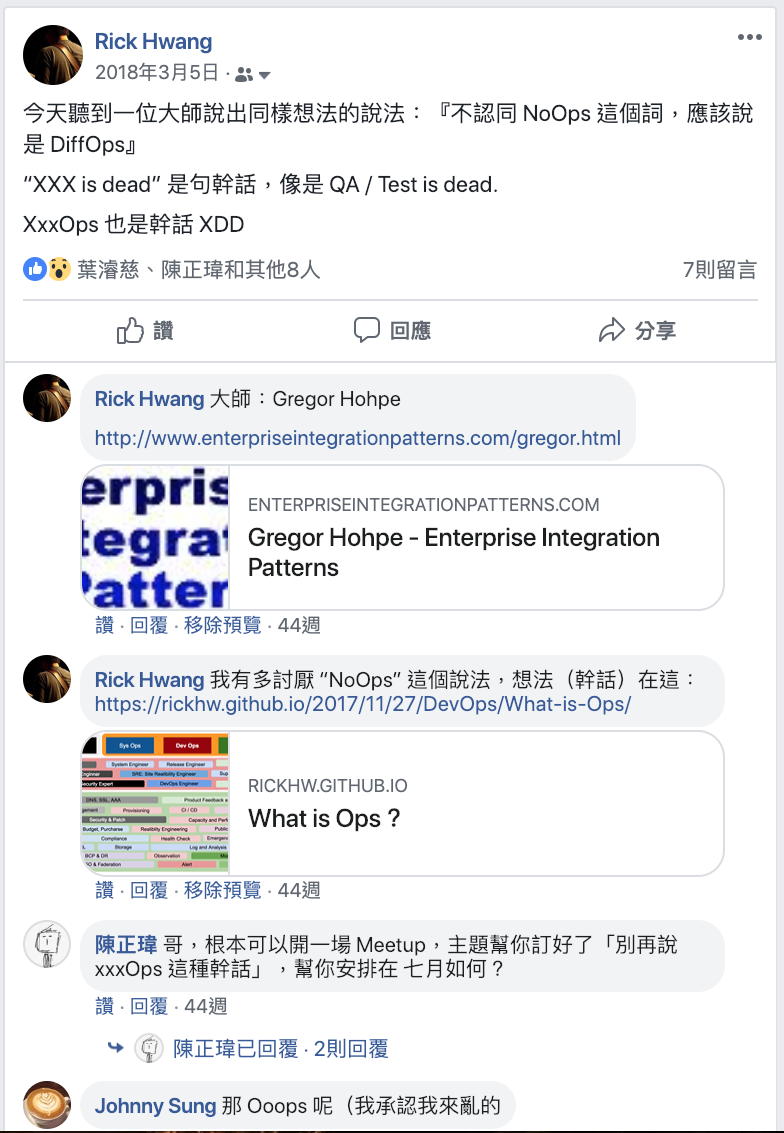 Rick Hwang
2018年3月5日 ·
今天聽到一位大師說出同樣想法的說法：『不認同 NoOps 這個詞，應該說
是 DiffOps』
“XXX is dead” 是句幹話，像是 QA / Test is dead.
XxxOps 也是幹話 XDD
葉濬慈、陳正瑋和其他8人
7則留言
讚
回應
分享
Rick Hwang 大師：Gregor Hohpe
http://www.enterpriseintegrationpatterns.com/gregor.html
erpris
tegrat
Patter
ENTERPRISEINTEGRATIONPATTERNS.COM
Gregor Hohpe - Enterprise Integration
Patterns
讚 · 回覆 · 移除預覽 · 44週
Rick Hwang 我有多討厭 “NoOps” 這個說法，想法（幹話）在這：
https://rickhw.github.io/2017/11/27/DevOps/What-is-Ops/
Sys Ops
Dev Ops
System Engineer
Release Engineer
SRE: Site Realibility Engineer
Security Expert
DevOps Engineer
DNS, SSL, AAA
Product Feedback
Provisioning
CI / CD
Security & Patch
Capacity and Perf
Budget, Purcharse
Realibility Engineering
Public
Compliance
Health Check
Emergenc
Storage
Log and Analysis
BCP & DR
Observation
& Federation
Alert
RICKHW.GITHUB.IO
What is Ops ?
讚 · 回覆 · 移除預覽 · 44週
陳正瑋 哥，根本可以開一場 Meetup，主題幫你訂好了「別再說
xxxOps 這種幹話」，幫你安排在 七月如何？
讚 · 回覆 · 44週
陳正瑋已回覆 · 2則回覆
Johnny Sung 那 Ooops 呢（我承認我來亂的